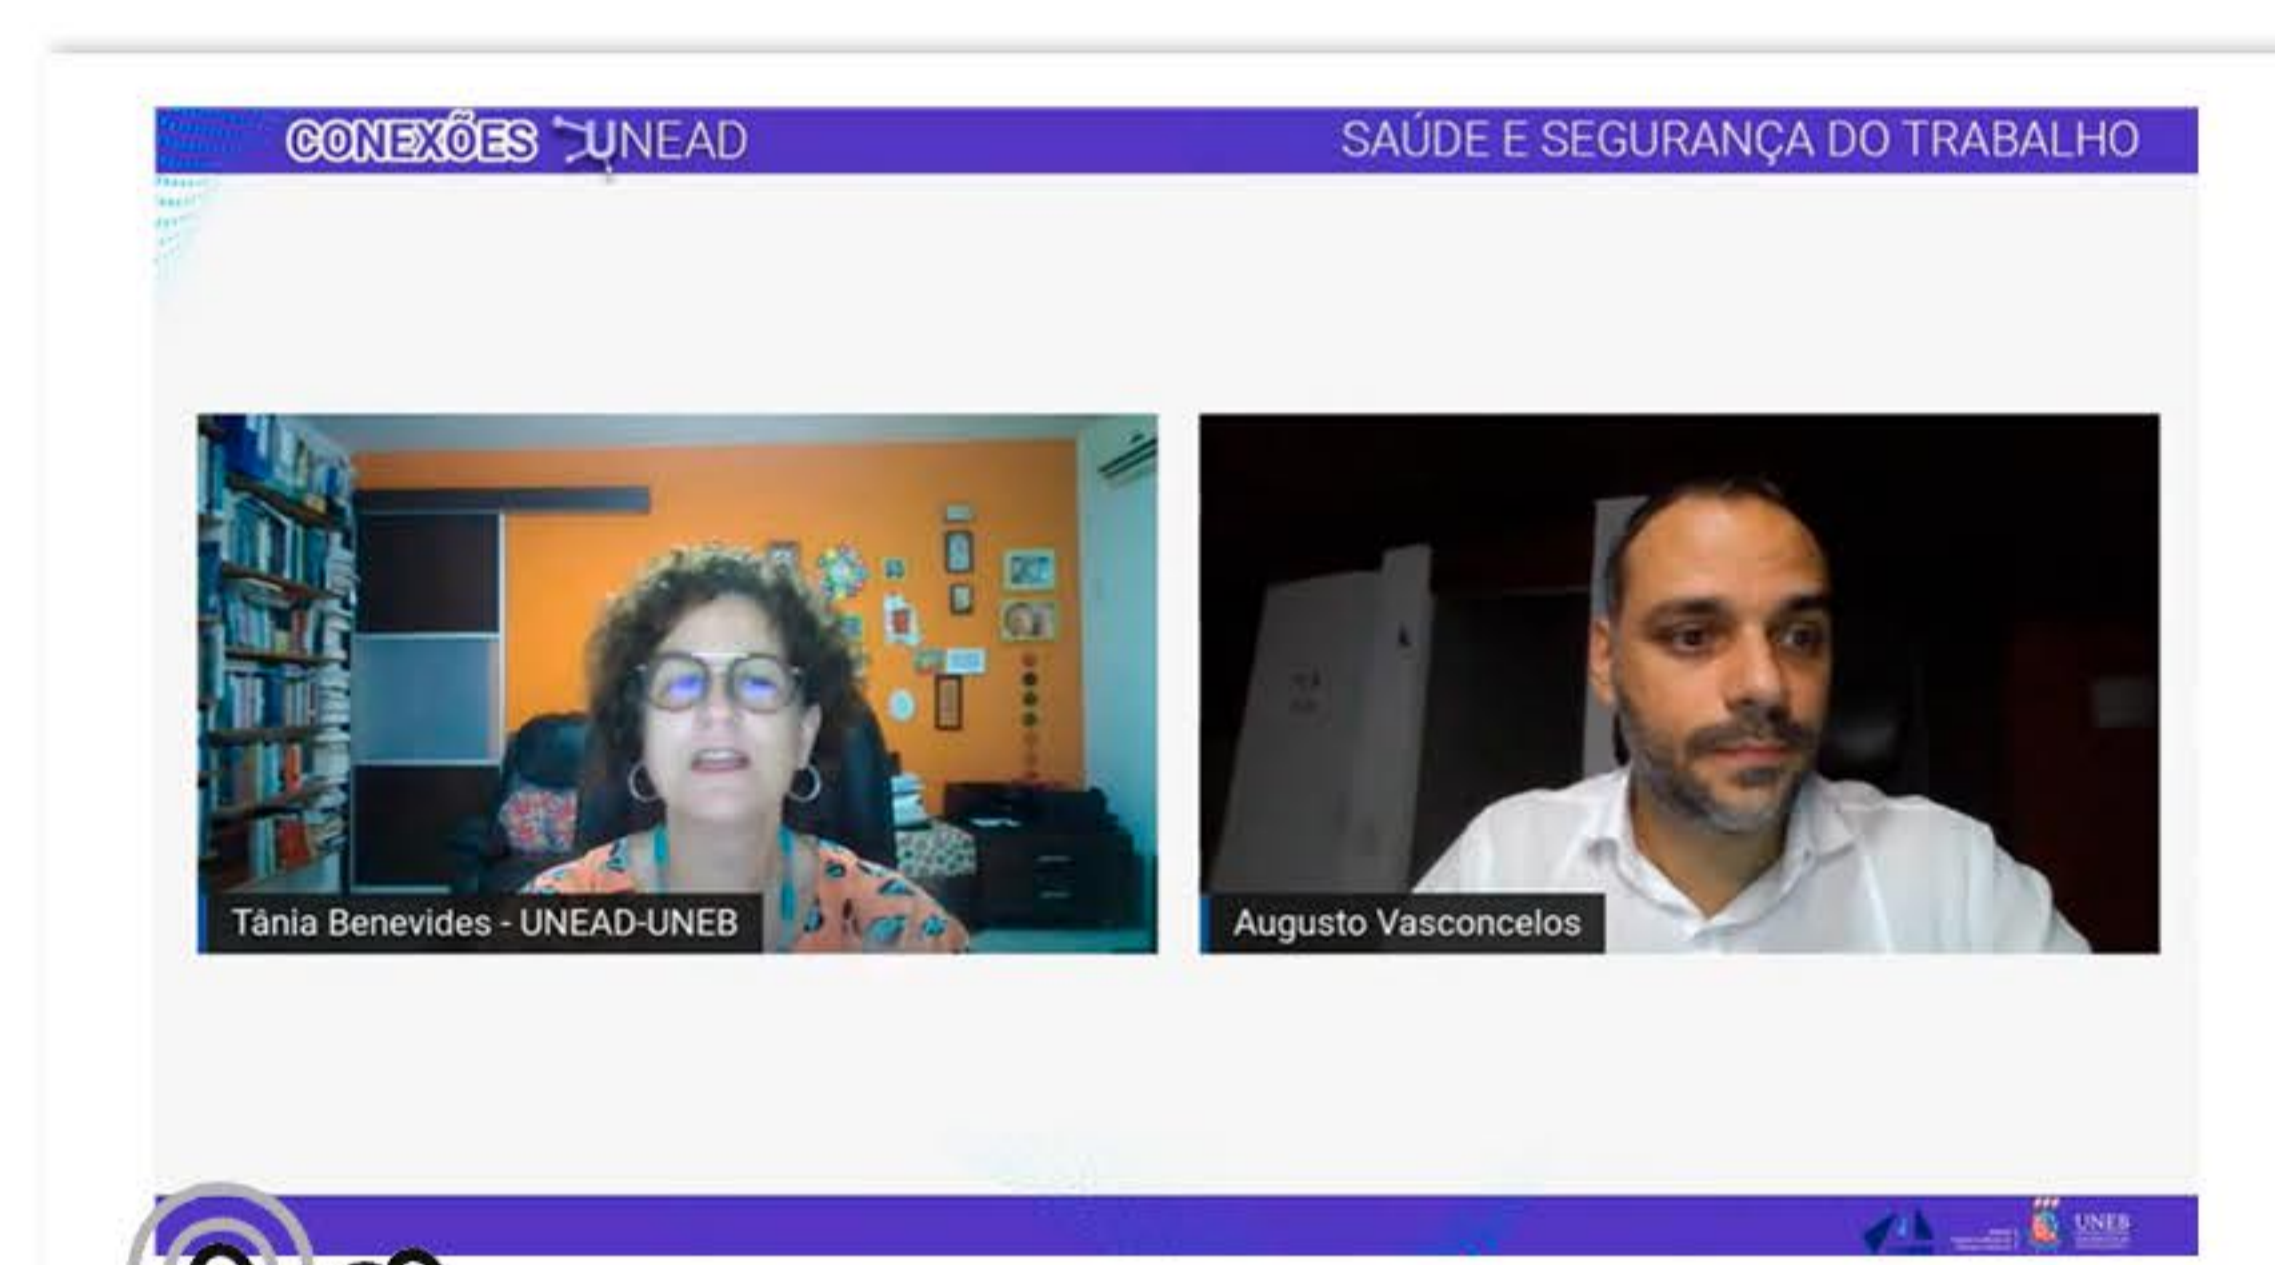 CONEXÕES UNEAD
SAÚDE E SEGURANÇA DO TRABALHO
Tânia Benevides - UNEAD-UNEB
Augusto Vasconcelos
UNEB